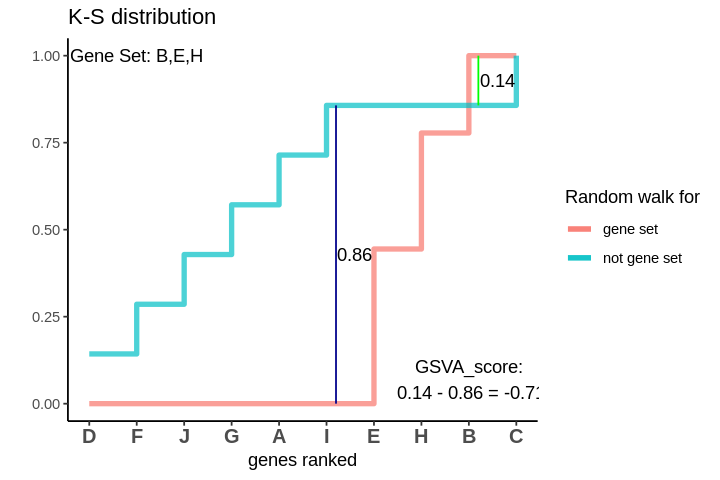 K-S distribution
Gene Set: B,E,H
1.00
0.75
0.50
0.25
0.00
0.14
0.86
GSVA_score:
0.14 - 0.86 = -0.71
D F J G A I E H B C
genes ranked
Random walk for
gene set
not gene set